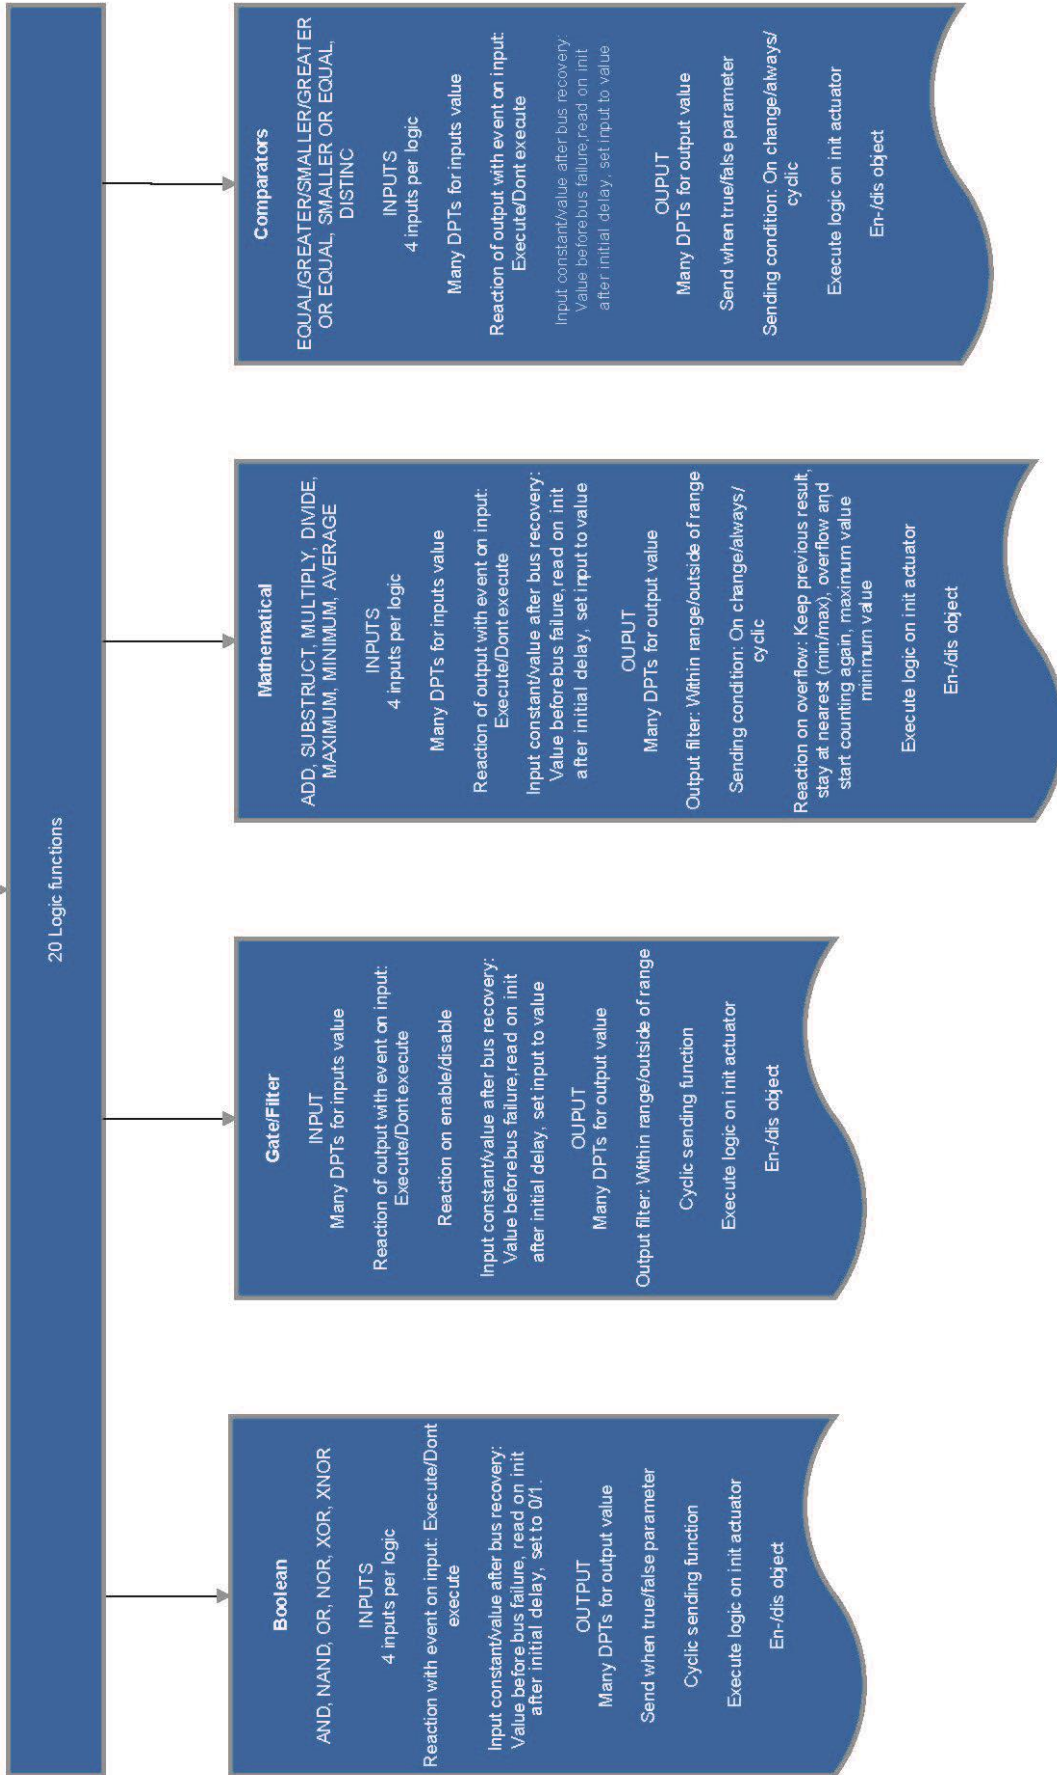 20 Logic functions
Boolean
AND, NAND, OR, NOR, XOR, XNOR
INPUTS
4 inputs per logic
Reaction with event on input: Execute/Dont
execute
Input constant/value after bus recovery:
Value before bus failure, read on init
after initial delay, set to 0/1.
OUTPUT
Many DPTs for output value
Send when true/false parameter
Cyclic sending function
Execute logic on init actuator
En-/dis object
Gate/Filter
INPUT
Many DPTs for inputs value
Reaction of output with event on input:
Execute/Dont execute
Reaction on enable/disable
Input constant/value after bus recovery:
Value before bus failure,read on init
after initial delay, set input to value
OUPUT
Many DPTs for output value
Output filter: Within range/outside of range
Cyclic sending function
Execute logic on init actuator
En-/dis object
Mathematical
ADD, SUBSTRUCT, MULTIPLY, DIVIDE,
MAXIMUM, MINIMUM, AVERAGE
INPUTS
4 inputs per logic
Many DPTs for inputs value
Reaction of output with event on input:
Execute/Dont execute
Input constant/value after bus recovery:
Value before bus failure,read on init
after initial delay, set input to value
OUPUT
Many DPTs for output value
Output filter: Within range/outside of range
Sending condition: On change/always/
cyclic
Reaction on overflow: Keep previous result,
stay at nearest (min/max), overflow and
start counting again, maximum value
minimum value
Execute logic on init actuator
En-/dis object
Comparators
EQUAL/GREATER/SMALLER/GREATER
OR EQUAL, SMALLER OR EQUAL,
DISTINC
INPUTS
4 inputs per logic
Many DPTs for inputs value
Reaction of output with event on input:
Execute/Dont execute
Input constant/value after bus recovery:
Value before bus failure,read on init
after initial delay, set input to value
OUPUT
Many DPTs for output value
Send when true/false parameter
Sending condition: On change/always/
cyclic
Execute logic on init actuator
En-/dis object